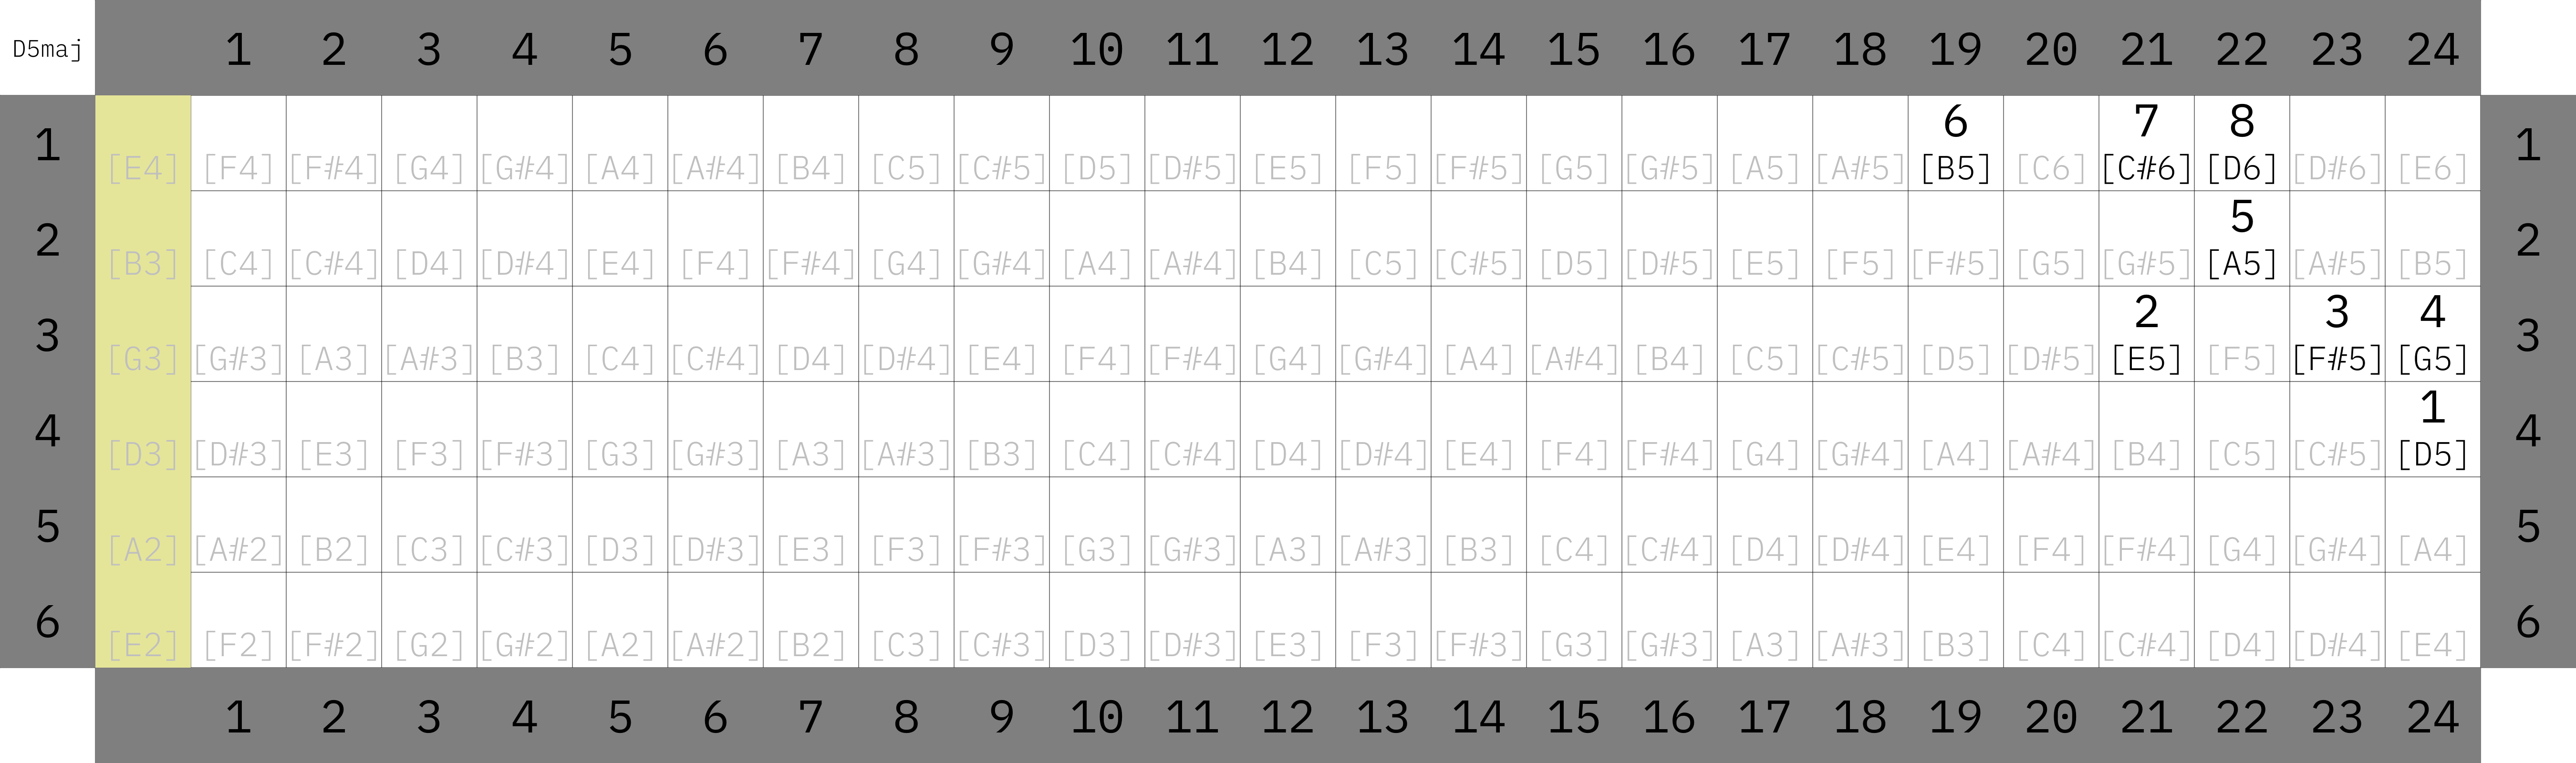 D5maj 1 2 3 4 5 6 7 8 9 10 11 12 13 14 15 16 17 18 19 20 21 22 23 24
6 7 8
1 [E4] [F4] [F#4] [G4] [G#4] [A4] [A#4] [B4] [C5] [C#5] [D5] [D#5] [E5] [F5] [F#5] [G5] [G#5] [A5] [A#5] [B5] [C6] [C#6] [D6] [D#6] [E6] 1
5
2 [B3] [C4] [C#4] [D4] [D#4] [E4] [F4] [F#4] [G4] [G#4] [A4] [A#4] [B4] [C5] [C#5] [D5] [D#5] [E5] [F5] [F#5] [G5] [G#5] [A5] [A#5] [B5] 2
2 3 4
3 [G3] [G#3] [A3] [A#3] [B3] [C4] [C#4] [D4] [D#4] [E4] [F4] [F#4] [G4] [G#4] [A4] [A#4] [B4] [C5] [C#5] [D5] [D#5] [E5] [F5] [F#5] [G5] 3
1
4 [D3] [D#3] [E3] [F3] [F#3] [G3] [G#3] [A3] [A#3] [B3] [C4] [C#4] [D4] [D#4] [E4] [F4] [F#4] [G4] [G#4] [A4] [A#4] [B4] [C5] [C#5] [D5] 4
5 [A2] [A#2] [B2] [C3] [C#3] [D3] [D#3] [E3] [F3] [F#3] [G3] [G#3] [A3] [A#3] [B3] [C4] [C#4] [D4] [D#4] [E4] [F4] [F#4] [G4] [G#4] [A4] 5
6 [E2] [F2] [F#2] [G2] [G#2] [A2] [A#2] [B2] [C3] [C#3] [D3] [D#3] [E3] [F3] [F#3] [G3] [G#3] [A3] [A#3] [B3] [C4] [C#4] [D4] [D#4] [E4] 6
1 2 3 4 5 6 7 8 9 10 11 12 13 14 15 16 17 18 19 20 21 22 23 24